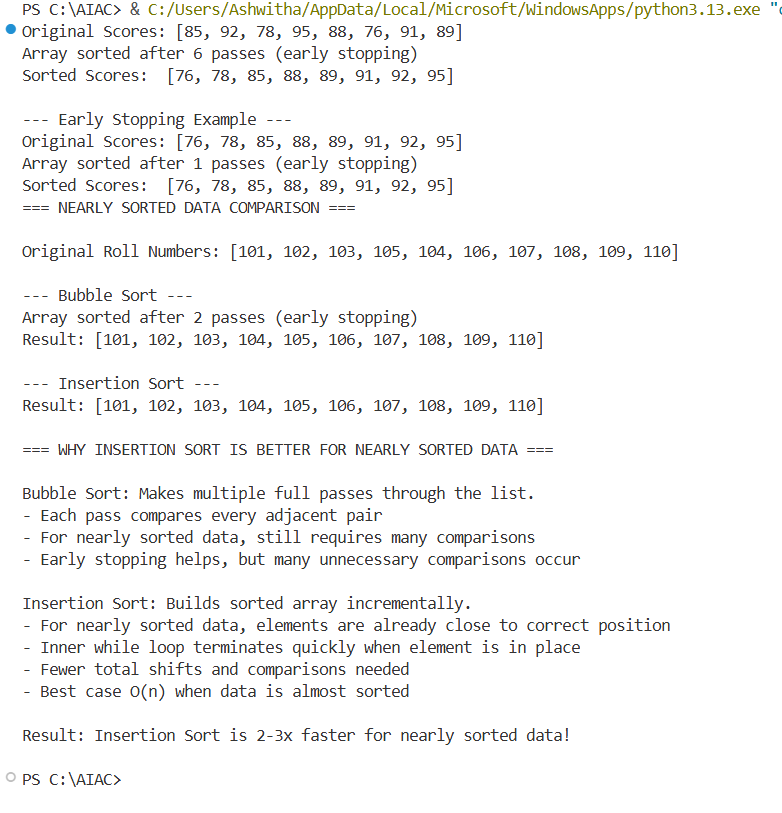 PS C:\AIAC> & C:/Users/Ashwitha/AppData/Local/Microsoft/WindowsApps/python3.13.exe "c
Original Scores: [85, 92, 78, 95, 88, 76, 91, 89]
Array sorted after 6 passes (early stopping)
Sorted Scores:  [76, 78, 85, 88, 89, 91, 92, 95]

--- Early Stopping Example ---
Original Scores: [76, 78, 85, 88, 89, 91, 92, 95]
Array sorted after 1 passes (early stopping)
Sorted Scores:  [76, 78, 85, 88, 89, 91, 92, 95]
=== NEARLY SORTED DATA COMPARISON ===

Original Roll Numbers: [101, 102, 103, 105, 104, 106, 107, 108, 109, 110]

--- Bubble Sort ---
Array sorted after 2 passes (early stopping)
Result: [101, 102, 103, 104, 105, 106, 107, 108, 109, 110]

--- Insertion Sort ---
Result: [101, 102, 103, 104, 105, 106, 107, 108, 109, 110]

=== WHY INSERTION SORT IS BETTER FOR NEARLY SORTED DATA ===

Bubble Sort: Makes multiple full passes through the list.
- Each pass compares every adjacent pair
- For nearly sorted data, still requires many comparisons
- Early stopping helps, but many unnecessary comparisons occur

Insertion Sort: Builds sorted array incrementally.
- For nearly sorted data, elements are already close to correct position
- Inner while loop terminates quickly when element is in place
- Fewer total shifts and comparisons needed
- Best case O(n) when data is almost sorted

Result: Insertion Sort is 2-3x faster for nearly sorted data!

PS C:\AIAC>